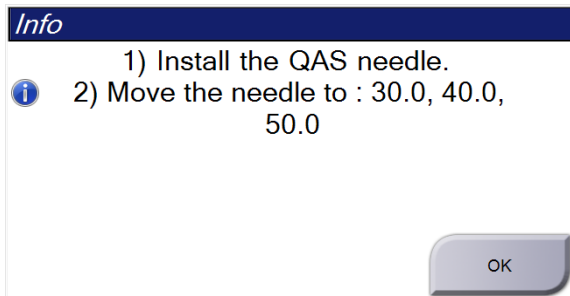 Info
1) Install the QAS needle.
2) Move the needle to : 30.0, 40.0,
50.0
OK